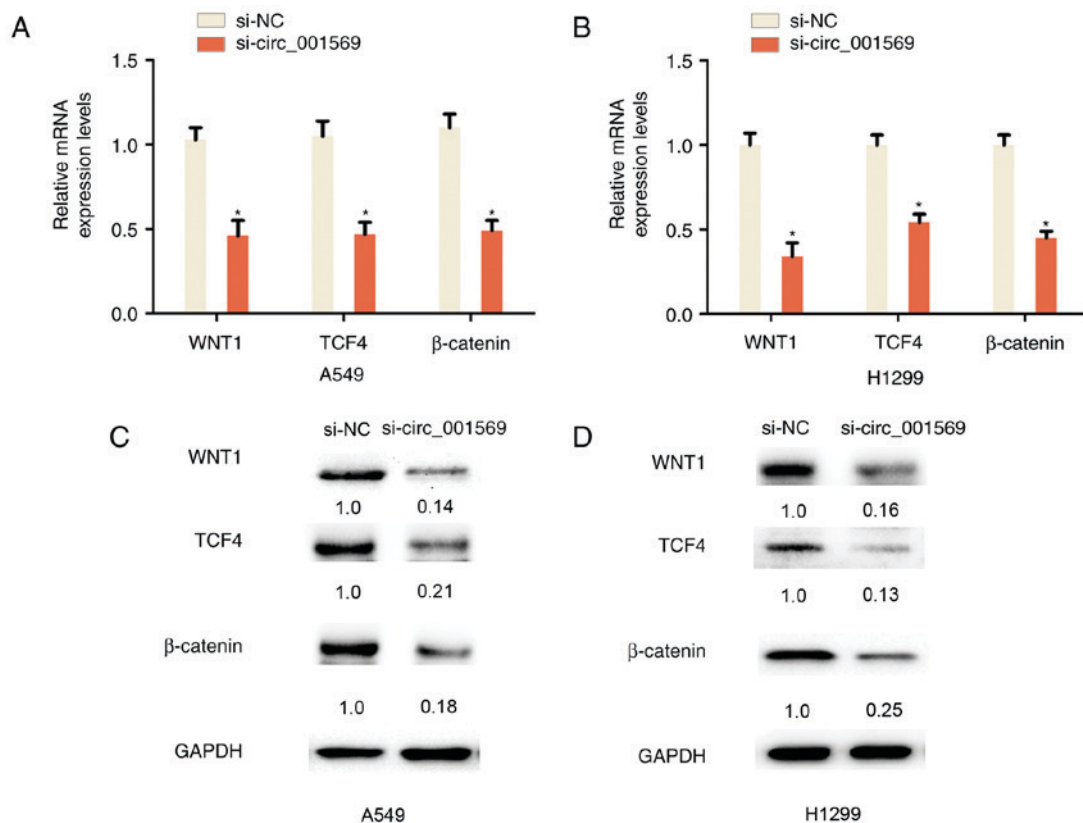 A
si-NC
si-circ_001569
Relative mRNA
expression levels
1.5
1.0
0.5
0.0
*
*
*
WNT1
TCF4
β-catenin
A549
B
si-NC
si-circ_001569
Relative mRNA
expression levels
1.5
1.0
0.5
0.0
*
*
*
WNT1
TCF4
β-catenin
H1299
C
si-NC si-circ_001569
WNT1
1.0 0.14
TCF4
1.0 0.21
β-catenin
1.0 0.18
GAPDH
A549
D
si-NC si-circ_001569
WNT1
1.0 0.16
TCF4
1.0 0.13
β-catenin
1.0 0.25
GAPDH
H1299